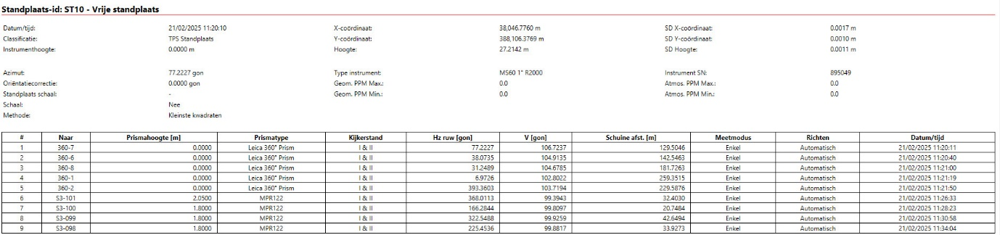 Standplaats-id: ST10 - Vrije standplaats
Datum/tijd: 21/02/2025 11:20:10 X-coördinaat: 38,046.7760 m SD X-coördinaat: 0.0017 m
Classificatie: TPS Standplaats Y-coördinaat: 388,106.3769 m SD Y-coördinaat: 0.0010 m
Instrumenthoogte: 0.0000 m Hoogte: 27.2142 m SD Hoogte: 0.0011 m
Azimut: 77.2227 gon Type instrument: MS60 1" R2000 Instrument SN: 895049
Oriëntatiecorrectie: 0.0000 gon Geom. PPM Max.: 0.0 Atmos. PPM Max.: 0.0
Standplaats schaal: - Geom. PPM Min.: 0.0 Atmos. PPM Min.: 0.0
Schaal: Nee
Methode: Kleinste kwadraten
# Naar Prismahoogte [m] Prismatype Kijkerstand Hz ruw [gon] V [gon] Schuine afst. [m] Meetmodus Richten Datum/tijd
1 360-7 0.0000 Leica 360° Prism I & II 77.2227 106.7237 129.5046 Enkel Automatisch 21/02/2025 11:20:11
2 360-6 0.0000 Leica 360° Prism I & II 38.0735 104.9135 142.5463 Enkel Automatisch 21/02/2025 11:20:40
3 360-8 0.0000 Leica 360° Prism I & II 31.2489 104.6785 181.7263 Enkel Automatisch 21/02/2025 11:21:00
4 360-1 0.0000 Leica 360° Prism I & II 6.9726 102.8022 259.3515 Enkel Automatisch 21/02/2025 11:21:19
5 360-2 0.0000 Leica 360° Prism I & II 393.3603 103.7194 229.5876 Enkel Automatisch 21/02/2025 11:21:50
6 S3-101 2.0500 MPR122 I & II 368.0113 99.3943 32.4030 Enkel Automatisch 21/02/2025 11:26:33
7 S3-100 1.8000 MPR122 I & II 166.2844 99.8097 20.7484 Enkel Automatisch 21/02/2025 11:28:23
8 S3-099 1.8000 MPR122 I & II 322.5488 99.9259 42.6494 Enkel Automatisch 21/02/2025 11:30:58
9 S3-098 1.8000 MPR122 I & II 225.4536 99.8817 33.9273 Enkel Automatisch 21/02/2025 11:34:04